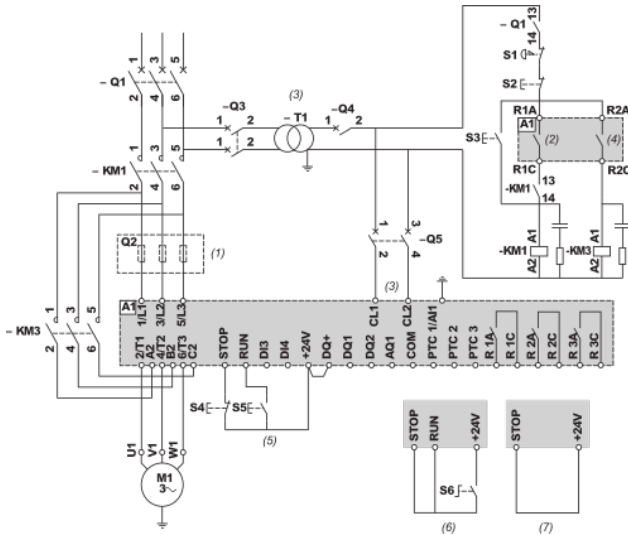 1 3 5
– Q1
2 4 6
– Q3
1 2
1 2
(3)
– T1
– Q4
1 2
13
– Q1
14
S1
S2
R1A R2A
A1
S3
(2) (4)
R1C R2C
13
-KM1
14
A1 A1
-KM1 -KM3
A2 A2
1 3 5
– KM1
2 4 6
Q2
(1)
1 3
–Q5
2 4
(3)
1 3 5
– KM3
2 4 6
A1
1/L1 3/L2 5/L3 CL1 CL2 PTC 1/AI1
2/T1 A2 4/T2 B2 6/T3 C2 STOP RUN DI3 DI4 +24V DQ+ DQ1 DQ2 AQ1 COM PTC 2 PTC 3 R 1A R 1C R 2A R 2C R 3A R 3C
S4 S5
(5)
U1 V1 W1
M1
3
STOP RUN +24V
S6
(6)
STOP +24V
(7)